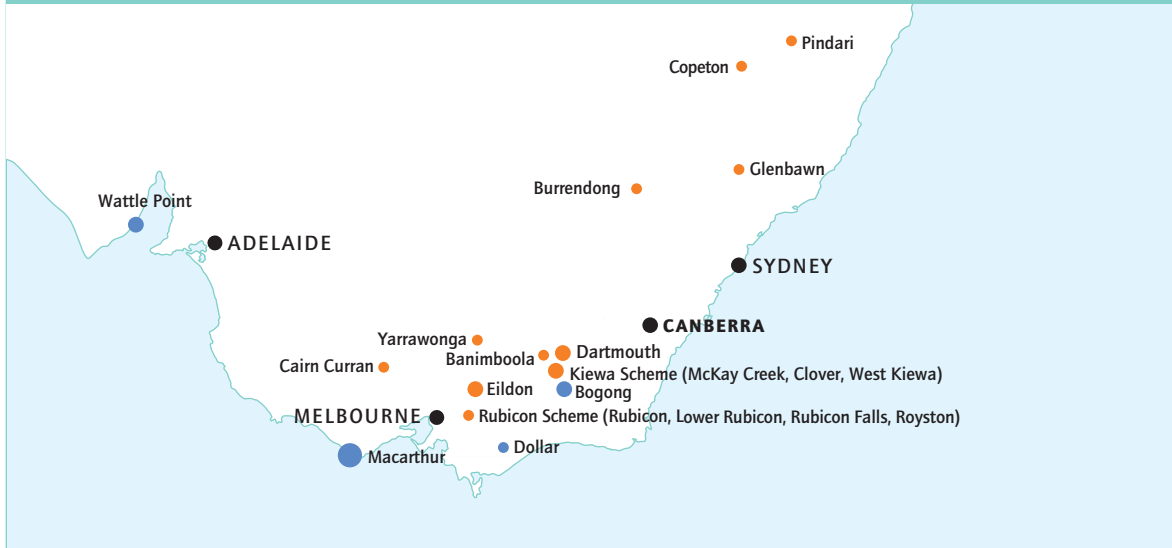 Pindari
Copeton
Glenbawn
Burrendong
Wattle Point
ADELAIDE
SYDNEY
CANBERRA
Yarrawonga
Banimboola
Dartmouth
Cairn Curran
Kiewa Scheme (McKay Creek, Clover, West Kiewa)
Eildon
Bogong
MELBOURNE
Rubicon Scheme (Rubicon, Lower Rubicon, Rubicon Falls, Royston)
Dollar
Macarthur